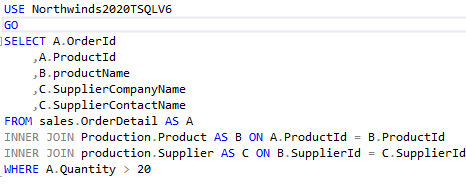 USE Northwinds2020TSQLV6
GO
SELECT A.OrderId
,A.ProductId
,B.productName
,C.SupplierCompanyName
,C.SupplierContactName
FROM sales.OrderDetail AS A
INNER JOIN Production.Product AS B ON A.ProductId = B.ProductId
INNER JOIN production.Supplier AS C ON B.SupplierId = C.SupplierId
WHERE A.Quantity > 20